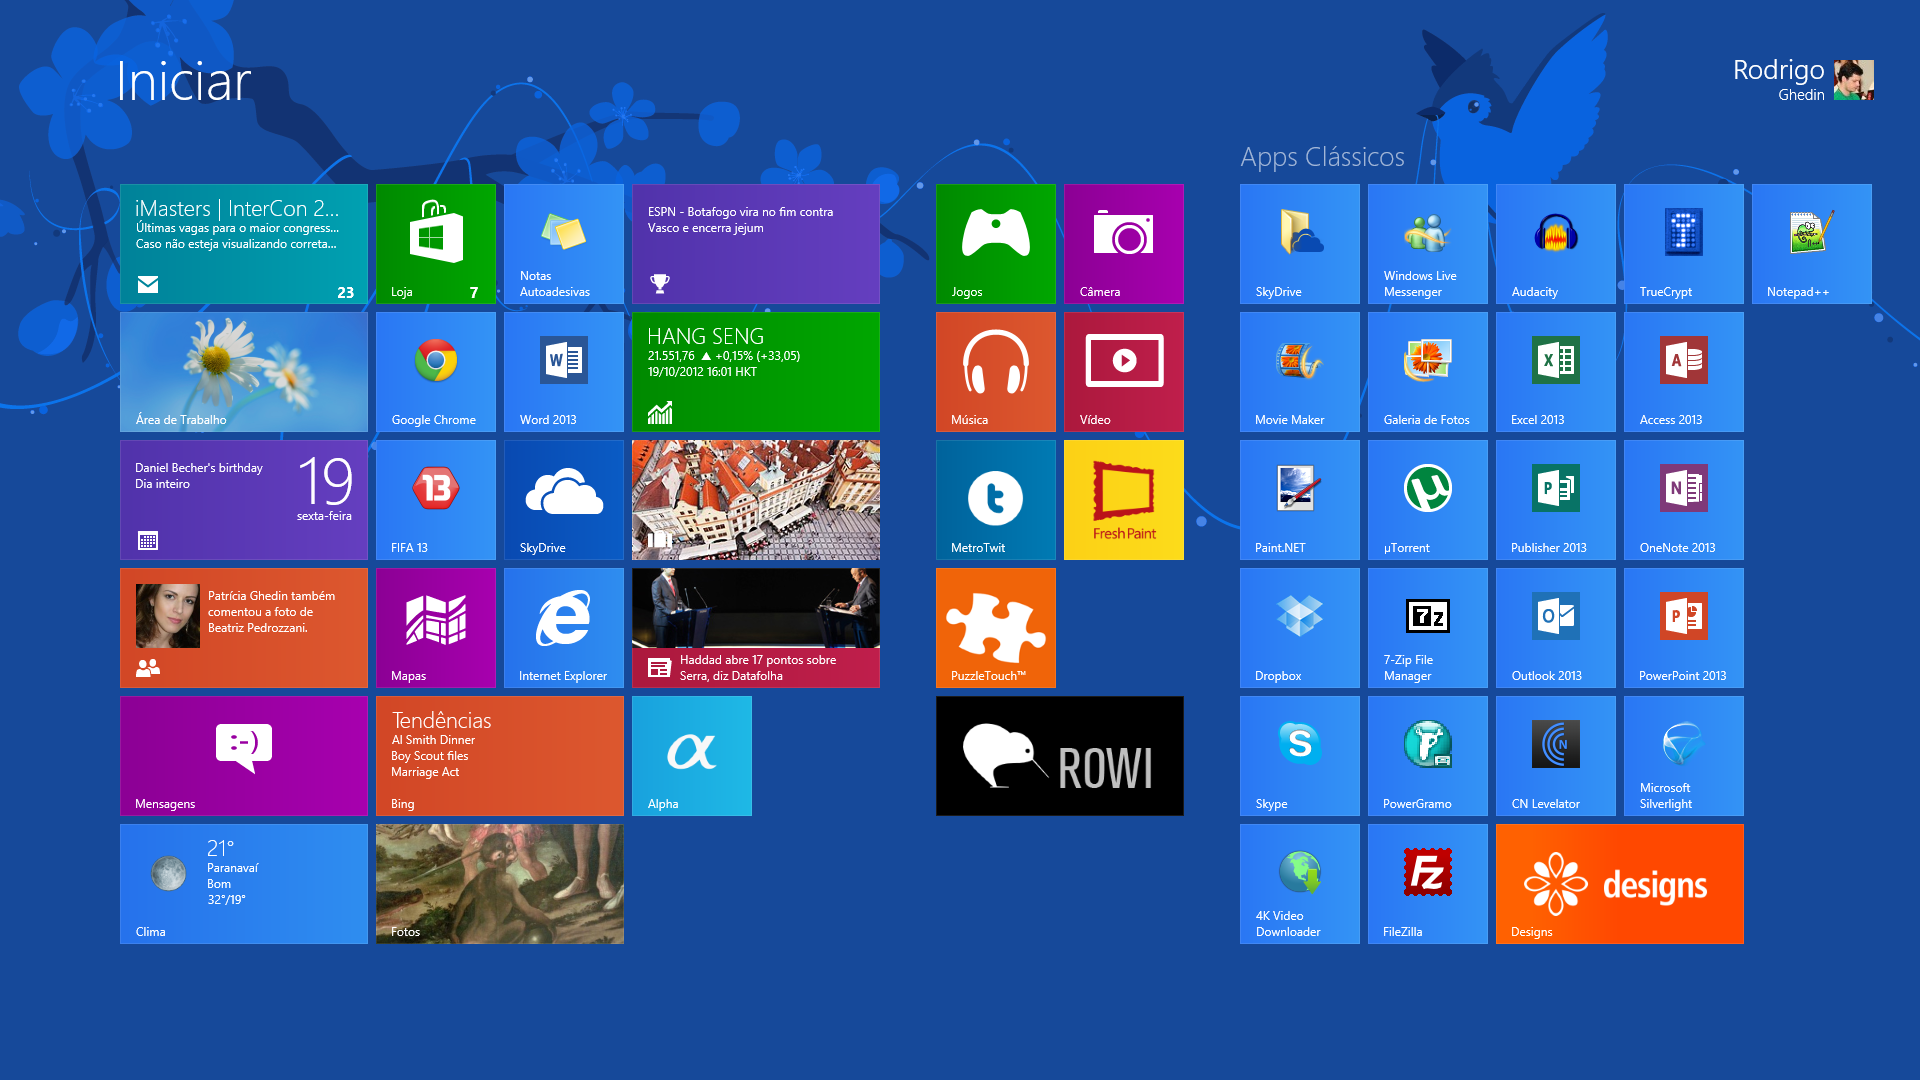 Iniciar
Rodrigo
Ghedin
iMasters | InterCon 2...
Últimas vagas para o maior congress...
Caso não esteja visualizando correta...
23
Loja
7
Notas
Autoadesivas
ESPN - Botafogo vira no fim contra
Vasco e encerra jejum
Área de Trabalho
Google Chrome
W
Word 2013
HANG SENG
21.551,76 ▲ +0,15% (+33,05)
19/10/2012 16:01 HKT
Daniel Becher's birthday
Dia inteiro
19
sexta-feira
13
FIFA 13
SkyDrive
Patrícia Ghedin também
comentou a foto de
Beatriz Pedrozzani.
Mapas
Internet Explorer
Haddad abre 17 pontos sobre
Serra, diz Datafolha
:-)
Mensagens
Tendências
Al Smith Dinner
Boy Scout files
Marriage Act
Bing
α
Alpha
21°
Paranavaí
Bom
32°/19°
Clima
Fotos
Jogos
Câmera
Música
Vídeo
t
MetroTwit
Fresh Paint
PuzzleTouch™
ROWI
Apps Clássicos
SkyDrive
Windows Live
Messenger
Audacity
TrueCrypt
Notepad++
Movie Maker
Galeria de Fotos
X
Excel 2013
A
Access 2013
Paint.NET
µ
µTorrent
P
Publisher 2013
N
OneNote 2013
Dropbox
7z
7-Zip File
Manager
O
Outlook 2013
P
PowerPoint 2013
S
Skype
PowerGramo
N
CN Levelator
Microsoft
Silverlight
4K Video
Downloader
Fz
FileZilla
designs
Designs